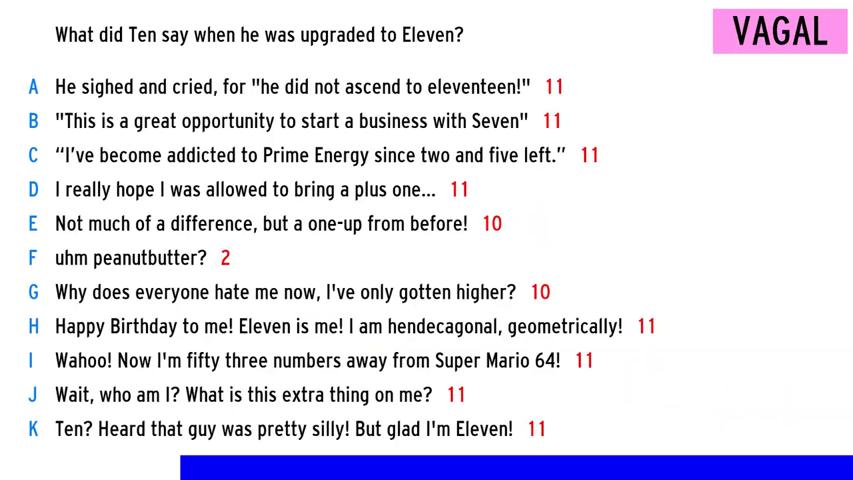 What did Ten say when he was upgraded to Eleven?
VAGAL
A He sighed and cried, for "he did not ascend to eleventeen!" 11
B "This is a great opportunity to start a business with Seven" 11
C “I’ve become addicted to Prime Energy since two and five left.” 11
D I really hope I was allowed to bring a plus one... 11
E Not much of a difference, but a one-up from before! 10
F uhm peanutbutter? 2
G Why does everyone hate me now, I've only gotten higher? 10
H Happy Birthday to me! Eleven is me! I am hendecagonal, geometrically! 11
I Wahoo! Now I'm fifty three numbers away from Super Mario 64! 11
J Wait, who am I? What is this extra thing on me? 11
K Ten? Heard that guy was pretty silly! But glad I'm Eleven! 11